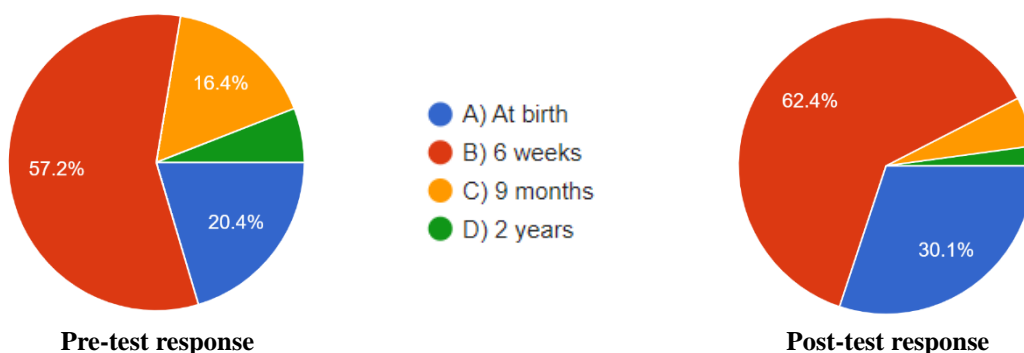 57.2%
16.4%
20.4%
A) At birth
B) 6 weeks
C) 9 months
D) 2 years
62.4%
30.1%
Pre-test response
Post-test response